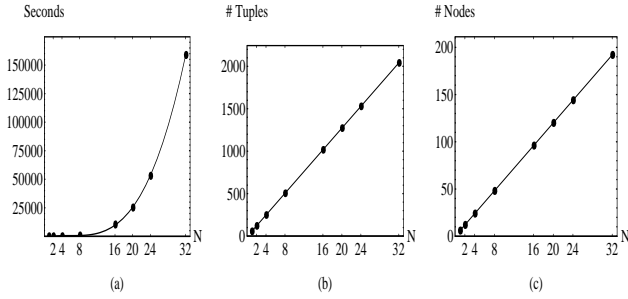 Seconds
150000
125000
100000
75000
50000
25000
2 4 8 16 20 24 32 N
(a)
# Tuples
2000
1500
1000
500
0
2 4 8 16 20 24 32 N
(b)
# Nodes
200
150
100
50
0
2 4 8 16 20 24 32 N
(c)